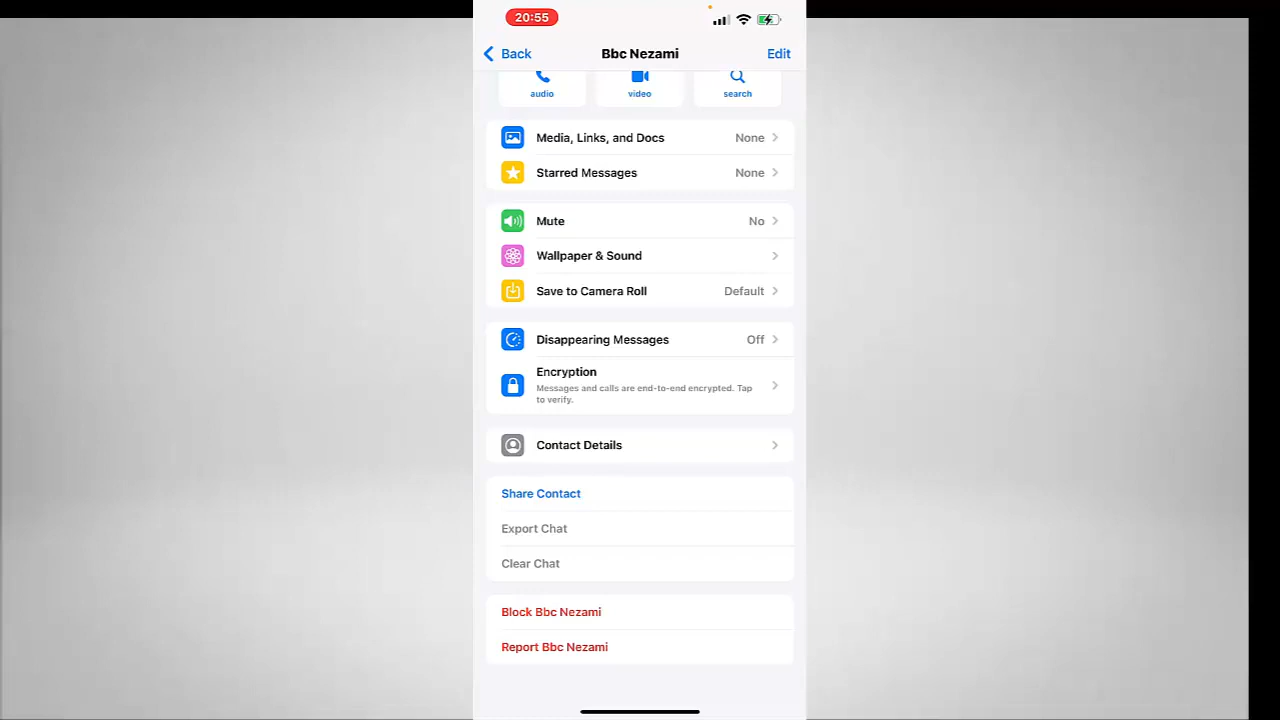 20:55
Back
Bbc Nezami
Edit
audio
video
search
Media, Links, and Docs
None
Starred Messages
None
Mute
No
Wallpaper & Sound
Save to Camera Roll
Default
Disappearing Messages
Off
Encryption
Messages and calls are end-to-end encrypted. Tap
to verify.
Contact Details
Share Contact
Export Chat
Clear Chat
Block Bbc Nezami
Report Bbc Nezami